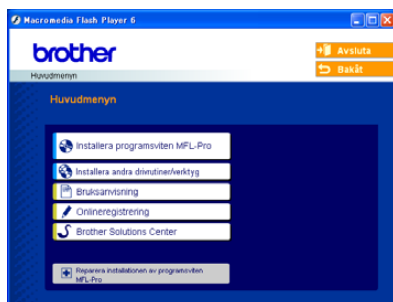 Macromedia Flash Player 6
brother
Avsluta
Bakåt
Huvudmenyn
Huvudmenyn
Installera programsviten MFL-Pro
Installera andra drivrutiner/verktyg
Bruksanvisning
Onlineregistrering
Brother Solutions Center
Reparera installationen av programsviten
MFL-Pro